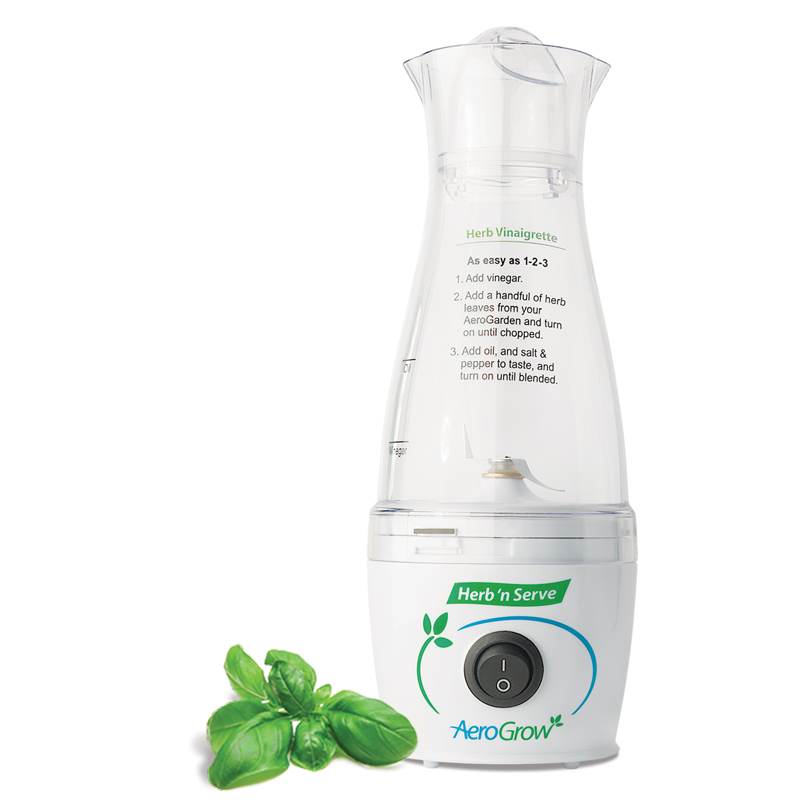 Herb Vinaigrette
As easy as 1-2-3
1. Add vinegar.
2. Add a handful of herb
leaves from your
AeroGarden and turn
on until chopped.
3. Add oil, and salt &
pepper to taste, and
turn on until blended.
Herb 'n Serve
I
O
AeroGrow